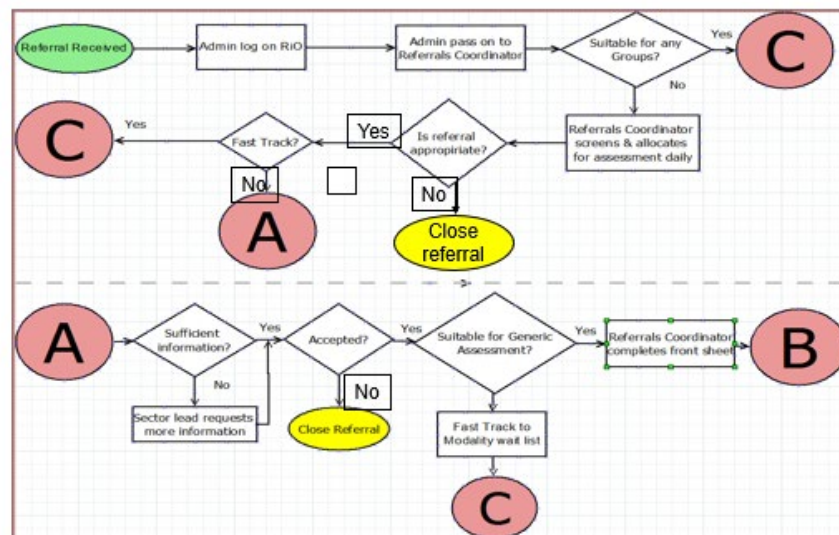 Referral Received
Admin log on RiO
Admin pass on to
Referrals Coordinator
Suitable for any
Groups?
Yes
C
No
Referrals Coordinator
screens & allocates
for assessment daily
Is referral
appropiriate?
Yes
Fast Track?
Yes
C
No
A
No
Close
referral
A
Sufficient
information?
Yes
No
Sector lead requests
more information
Accepted?
Yes
No
Close Referral
Suitable for Generic
Assessment?
Yes
Referrals Coordinator
completes front sheet
B
Fast Track to
Modality wait list
C